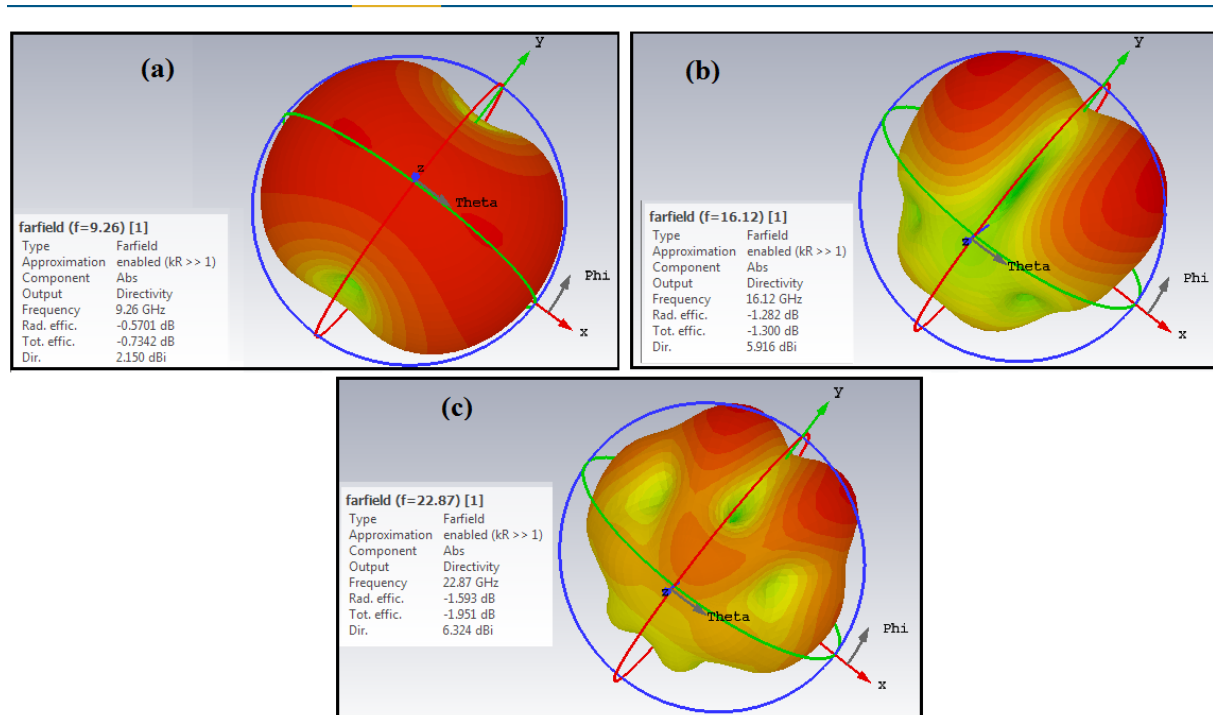 (a)
y
z
Theta
Phi
x
farfield (f=9.26) [1]
Type Farfield
Approximation enabled (kR >> 1)
Component Abs
Output Directivity
Frequency 9.26 GHz
Rad. effic. -0.5701 dB
Tot. effic. -0.7342 dB
Dir. 2.150 dBi
(b)
y
z
Theta
Phi
x
farfield (f=16.12) [1]
Type Farfield
Approximation enabled (kR >> 1)
Component Abs
Output Directivity
Frequency 16.12 GHz
Rad. effic. -1.282 dB
Tot. effic. -1.300 dB
Dir. 5.916 dBi
(c)
y
z
Theta
Phi
x
farfield (f=22.87) [1]
Type Farfield
Approximation enabled (kR >> 1)
Component Abs
Output Directivity
Frequency 22.87 GHz
Rad. effic. -1.593 dB
Tot. effic. -1.951 dB
Dir. 6.324 dBi